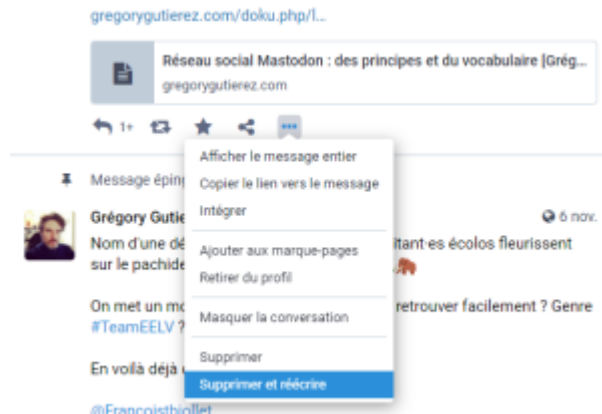 gregorygutierez.com/doku.php/l...
Réseau social Mastodon : des principes et du vocabulaire [Grég...
gregorygutierez.com
1+
Afficher le message entier
Message éping
Copier le lien vers le message
Intégrer
Grégory Gutie
6 nov.
Nom d'une dé
itant·es écolos fleurissent
Ajouter aux marque-pages
sur le pachide
Retirer du profil
On met un mo
retrouver facilement ? Genre
Masquer la conversation
#TeamEELV ?
Supprimer
En voilà déjà
Supprimer et réécrire
@Francoisthiollet